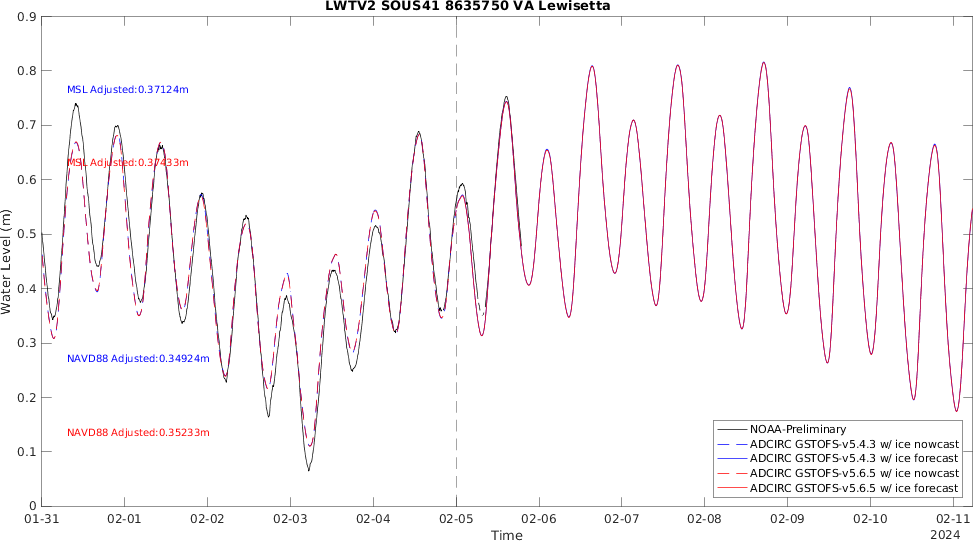 LWTV2 SOUS41 8635750 VA Lewisetta
0.9
0.8
0.7
0.6
0.5
0.4
0.3
0.2
0.1
0
Water Level (m)
MSL Adjusted:0.37124m
MSL Adjusted:0.37433m
NAVD88 Adjusted:0.34924m
NAVD88 Adjusted:0.35233m
NOAA-Preliminary
ADCIRC GSTOFS-v5.4.3 w/ ice nowcast
ADCIRC GSTOFS-v5.4.3 w/ ice forecast
ADCIRC GSTOFS-v5.6.5 w/ ice nowcast
ADCIRC GSTOFS-v5.6.5 w/ ice forecast
01-31 02-01 02-02 02-03 02-04 02-05 02-06 02-07 02-08 02-09 02-10 02-11
Time
2024